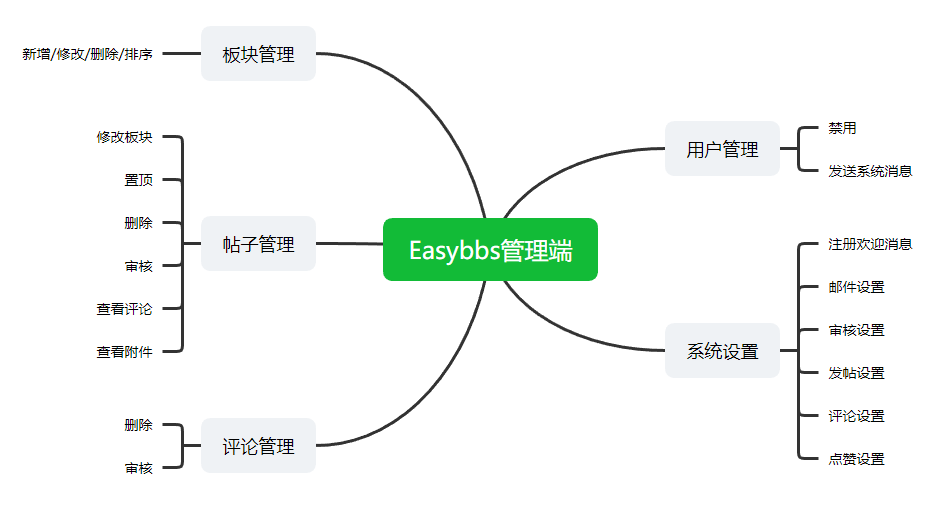 Easybbs管理端
板块管理
新增/修改/删除/排序
帖子管理
修改板块
置顶
删除
审核
查看评论
查看附件
评论管理
删除
审核
用户管理
禁用
发送系统消息
系统设置
注册欢迎消息
邮件设置
审核设置
发帖设置
评论设置
点赞设置